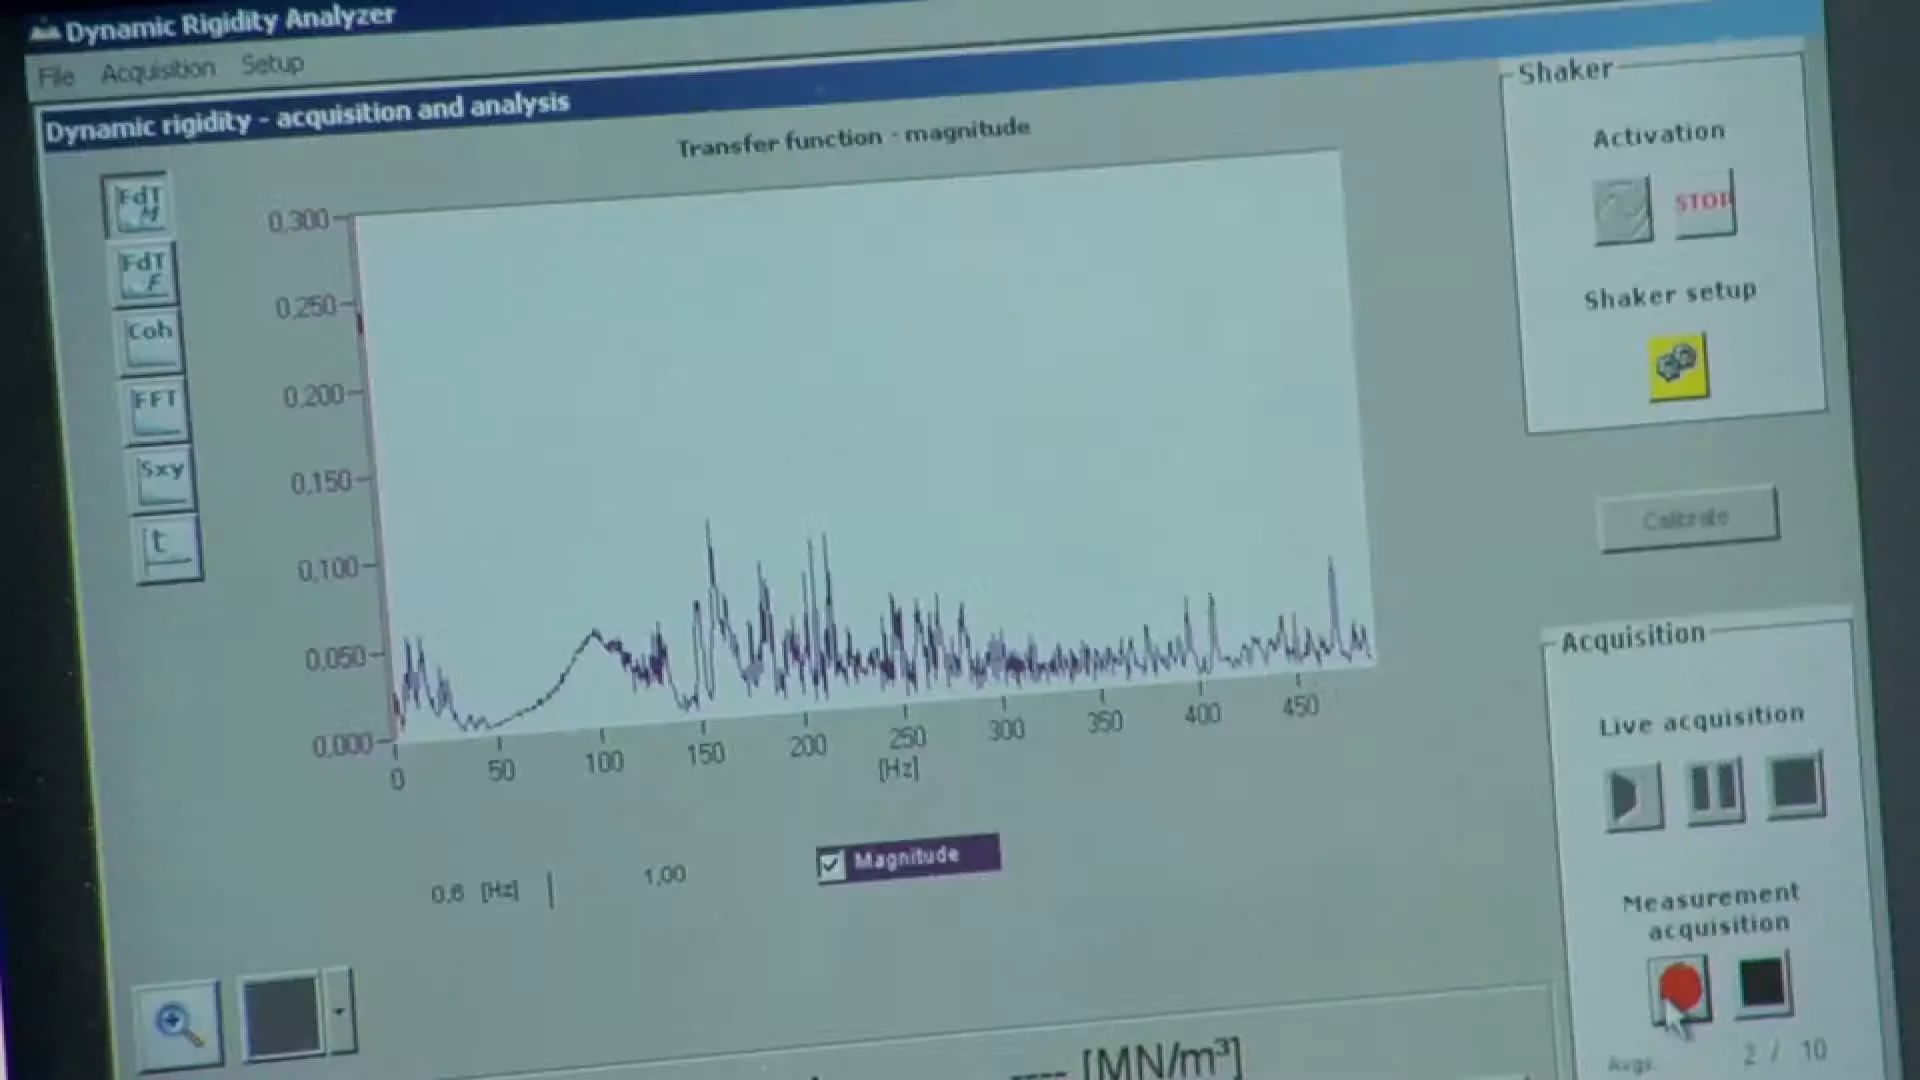 Dynamic Rigidity Analyzer
File Acquisition Setup
Dynamic rigidity - acquisition and analysis
Transfer function - magnitude
FdT
M
FdT
F
Coh
FFT
Sxy
t
0,300
0,250
0,200
0,150
0,100
0,050
0,000
0 50 100 150 200 250 300 350 400 450
[Hz]
0,6 [Hz] 1,00
Magnitude
---- [MN/m³]
Shaker
Activation
STOP
Shaker setup
Calibrate
Acquisition
Live acquisition
Measurement
acquisition
Avgs. 2 / 10